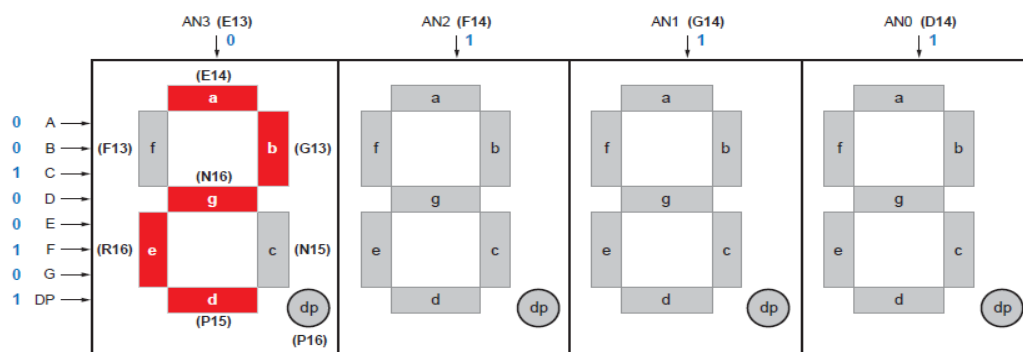 AN3 (E13) AN2 (F14) AN1 (G14) AN0 (D14)
0 1 1 1
(E14)
a a a a
0 A
0 B (F13) f b (G13) f b f b f b
1 C
(N16)
0 D g g g g
0 E
1 F (R16) e c (N15) e c e c e c
0 G
1 DP d dp d dp d dp d dp
(P15)
(P16)